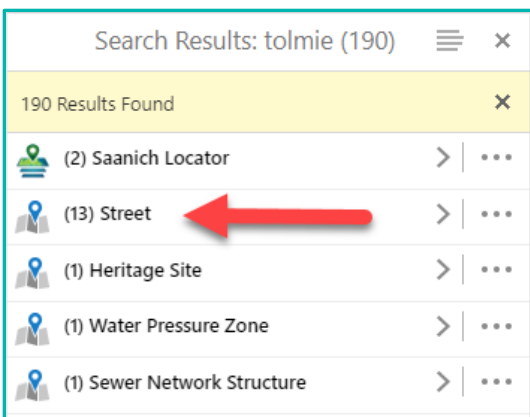 Search Results: tolmie (190)
190 Results Found
(2) Saanich Locator
(13) Street
(1) Heritage Site
(1) Water Pressure Zone
(1) Sewer Network Structure